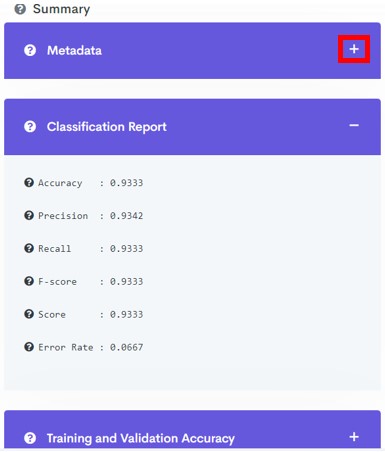 Summary
Metadata
Classification Report
Accuracy : 0.9333
Precision : 0.9342
Recall : 0.9333
F-score : 0.9333
Score : 0.9333
Error Rate : 0.0667
Training and Validation Accuracy